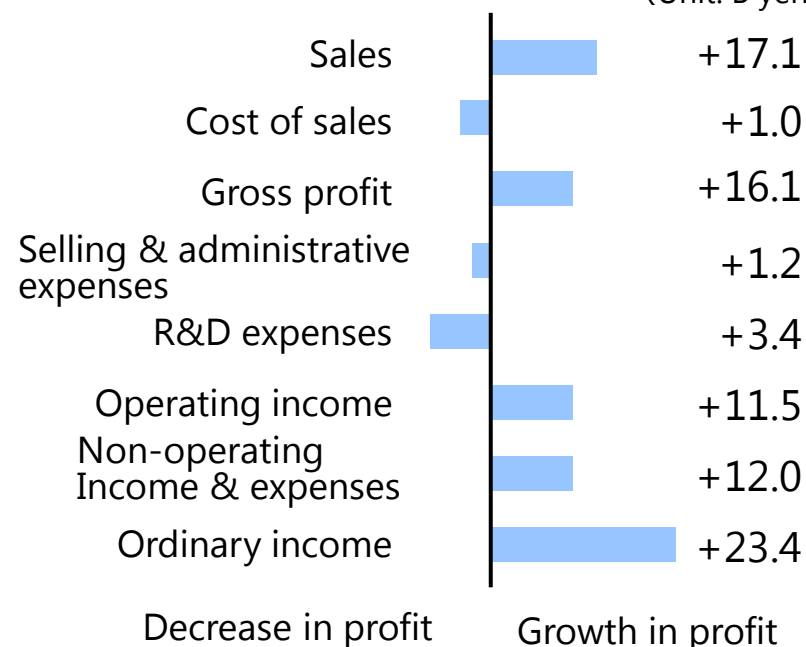 (Unit: B yen
Sales +17.1
Cost of sales +1.0
Gross profit +16.1
Selling & administrative
expenses +1.2
R&D expenses +3.4
Operating income +11.5
Non-operating
Income & expenses +12.0
Ordinary income +23.4
Decrease in profit Growth in profit